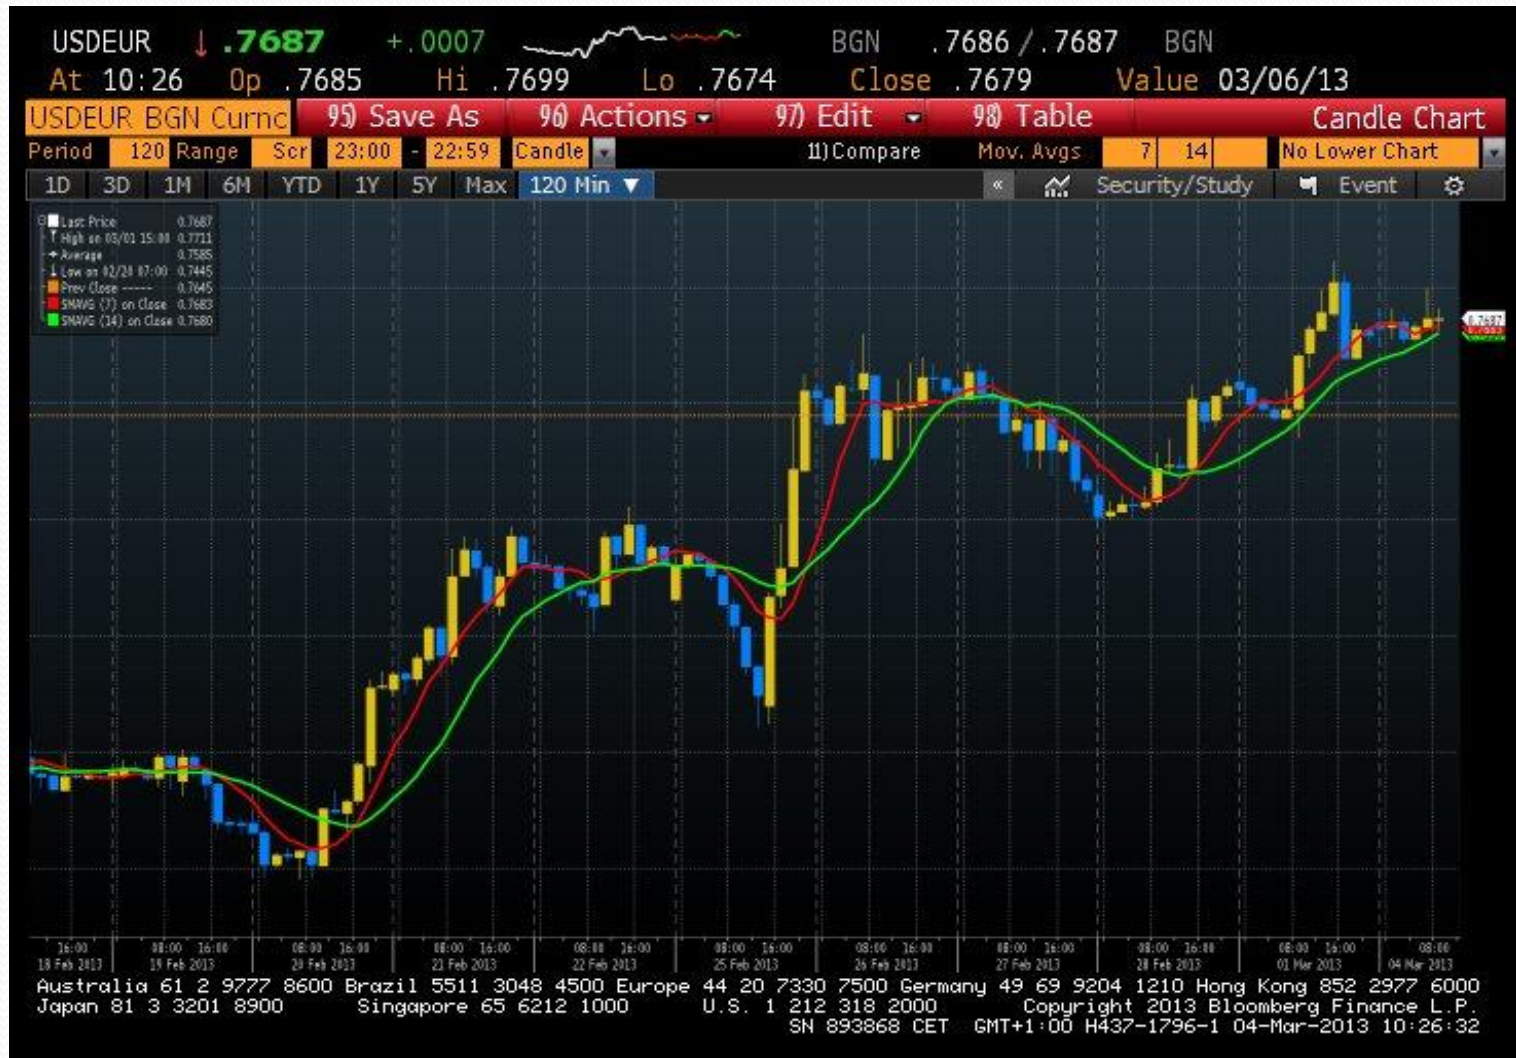 USDEUR ↓ .7687 +.0007 BGN .7686 / .7687 BGN
At 10:26 Op .7685 Hi .7699 Lo .7674 Close .7679 Value 03/06/13
USDEUR BGN Curnc 95) Save As 96) Actions 97) Edit 98) Table Candle Chart
Period 120 Range Scr 23:00 - 22:59 Candle 11)Compare Mov. Avgs 7 14 No Lower Chart
1D 3D 1M 6M YTD 1Y 5Y Max 120 Min ▼ « Security/Study Event
Last Price 0.7687
High on 03/01 15:00 0.7711
Average 0.7585
Low on 02/20 07:00 0.7445
Prev Close ----- 0.7645
SMAVG (7) on Close 0.7683
SMAVG (14) on Close 0.7680
0.7687
0.7683
16:00 08:00 16:00 08:00 16:00 08:00 16:00 08:00 16:00 08:00 16:00 08:00 16:00 08:00 16:00 08:00 16:00 08:00 16:00 08:00
18 Feb 2013 19 Feb 2013 20 Feb 2013 21 Feb 2013 22 Feb 2013 25 Feb 2013 26 Feb 2013 27 Feb 2013 28 Feb 2013 01 Mar 2013 04 Mar 2013
Australia 61 2 9777 8600 Brazil 5511 3048 4500 Europe 44 20 7330 7500 Germany 49 69 9204 1210 Hong Kong 852 2977 6000
Japan 81 3 3201 8900 Singapore 65 6212 1000 U.S. 1 212 318 2000 Copyright 2013 Bloomberg Finance L.P.
SN 893868 CET GMT+1:00 H437-1796-1 04-Mar-2013 10:26:32